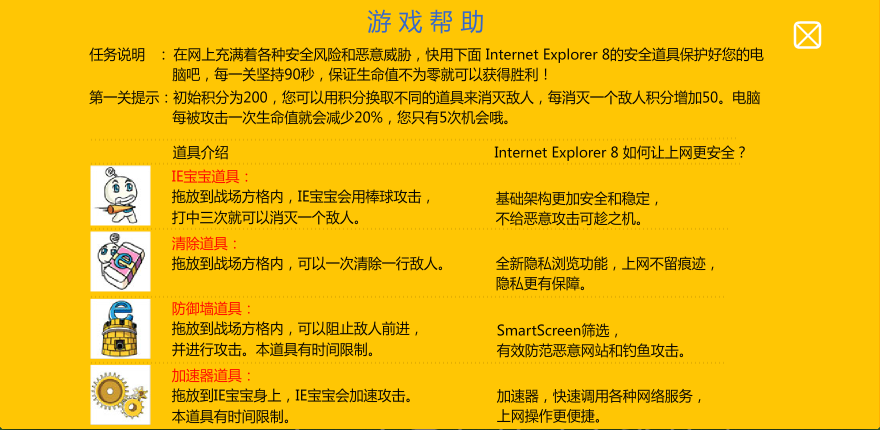 游戏帮助
任务说明 ：在网上充满着各种安全风险和恶意威胁，快用下面 Internet Explorer 8的安全道具保护好您的电
脑吧，每一关坚持90秒，保证生命值不为零就可以获得胜利！
第一关提示：初始积分为200，您可以用积分换取不同的道具来消灭敌人，每消灭一个敌人积分增加50。电脑
每被攻击一次生命值就会减少20%，您只有5次机会哦。
道具介绍
Internet Explorer 8 如何让上网更安全？
IE宝宝道具：
拖放到战场方格内，IE宝宝会用棒球攻击，
打中三次就可以消灭一个敌人。
基础架构更加安全和稳定，
不给恶意攻击可趁之机。
清除道具：
拖放到战场方格内，可以一次清除一行敌人。
全新隐私浏览功能，上网不留痕迹，
隐私更有保障。
防御墙道具：
拖放到战场方格内，可以阻止敌人前进，
并进行攻击。本道具有时间限制。
SmartScreen筛选，
有效防范恶意网站和钓鱼攻击。
加速器道具：
拖放到IE宝宝身上，IE宝宝会加速攻击。
本道具有时间限制。
加速器，快速调用各种网络服务，
上网操作更便捷。